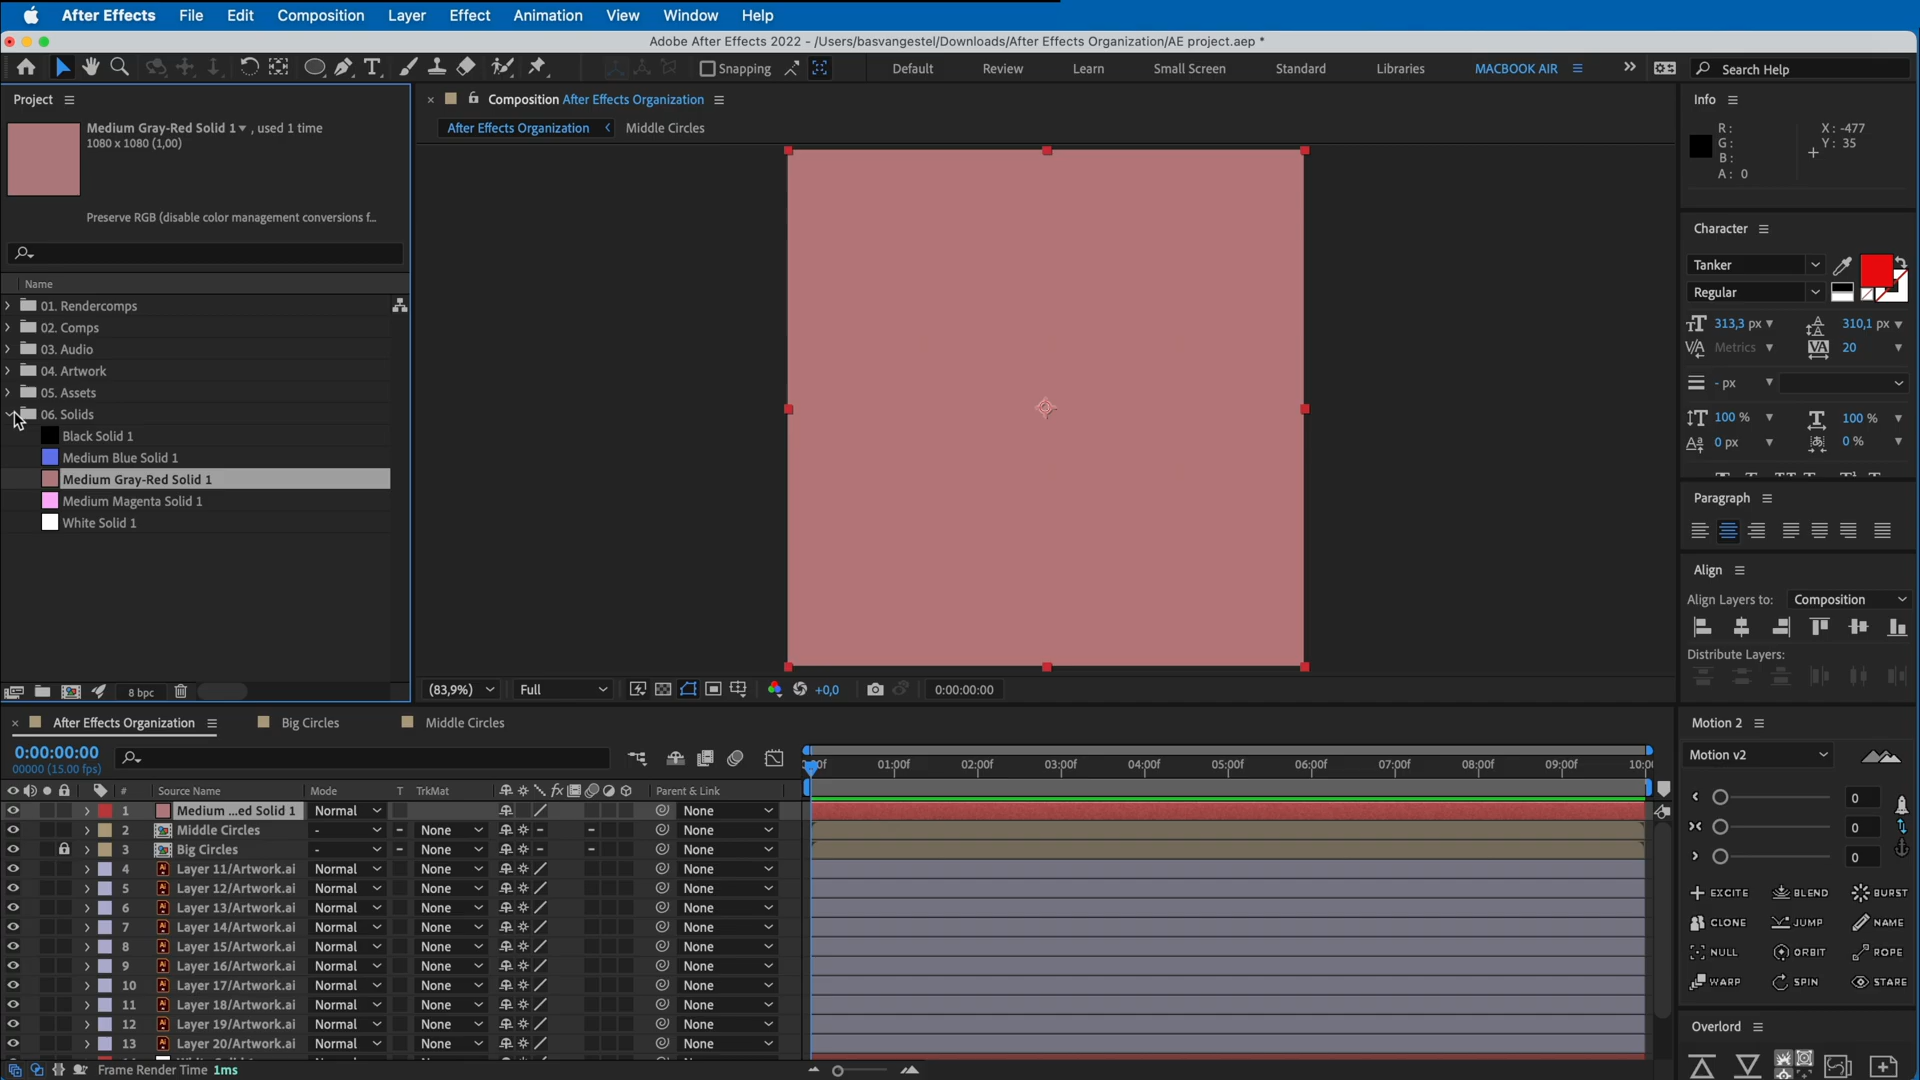 After Effects File Edit Composition Layer Effect Animation View Window Help
Adobe After Effects 2022 - /Users/basvangestel/Downloads/After Effects Organization/AE project.aep *
Snapping Default Review Learn Small Screen Standard Libraries MACBOOK AIR Search Help
Project
Medium Gray-Red Solid 1 , used 1 time
1080 x 1080 (1,00)
Preserve RGB (disable color management conversions f...
Name
01. Rendercomps
02. Comps
03. Audio
04. Artwork
05. Assets
06. Solids
Black Solid 1
Medium Blue Solid 1
Medium Gray-Red Solid 1
Medium Magenta Solid 1
White Solid 1
8 bpc
Composition After Effects Organization
After Effects Organization Middle Circles
(83,9%) Full +0,0 0:00:00:00
Info
R:
G:
B:
A: 0
X: -477
Y: 35
Character
Tanker
Regular
313,3 px 310,1 px
Metrics 20
- px
100 % 100 %
0 px 0 %
Paragraph
Align
Align Layers to: Composition
Distribute Layers:
Motion 2
Motion v2
0
0
0
EXCITE BLEND BURST
CLONE JUMP NAME
NULL ORBIT ROPE
WARP SPIN STARE
Overlord
After Effects Organization Big Circles Middle Circles
0:00:00:00
00000 (15.00 fps)
01:00f 02:00f 03:00f 04:00f 05:00f 06:00f 07:00f 08:00f 09:00f
# Source Name Mode T TrkMat Parent & Link
1 Medium ...ed Solid 1 Normal None
2 Middle Circles - None None
3 Big Circles - None None
4 Layer 11/Artwork.ai Normal None None
5 Layer 12/Artwork.ai Normal None None
6 Layer 13/Artwork.ai Normal None None
7 Layer 14/Artwork.ai Normal None None
8 Layer 15/Artwork.ai Normal None None
9 Layer 16/Artwork.ai Normal None None
10 Layer 17/Artwork.ai Normal None None
11 Layer 18/Artwork.ai Normal None None
12 Layer 19/Artwork.ai Normal None None
13 Layer 20/Artwork.ai Normal None None
Frame Render Time 1ms